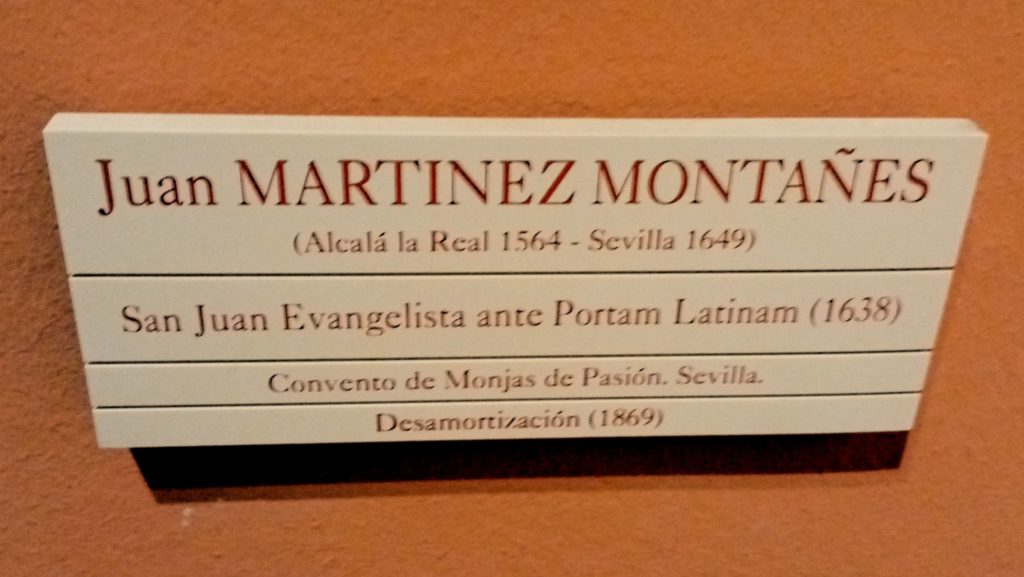 Juan MARTINEZ MONTAÑES
(Alcalá la Real 1564 - Sevilla 1649)
San Juan Evangelista ante Portam Latinam (1638)
Convento de Monjas de Pasión. Sevilla.
Desamortización (1869)